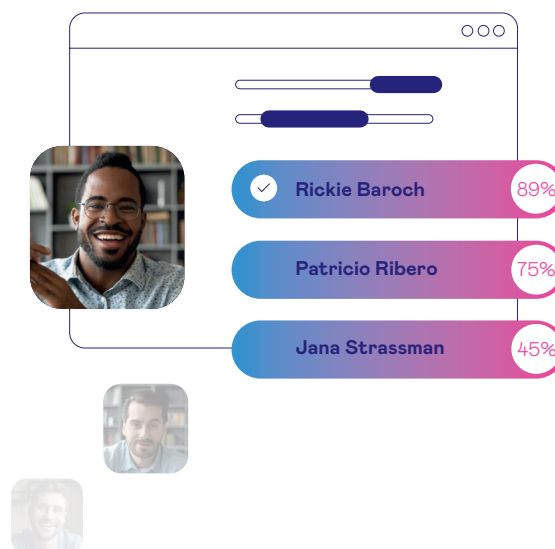 Rickie Baroch
89%
Patricio Ribero
75%
Jana Strassman
45%